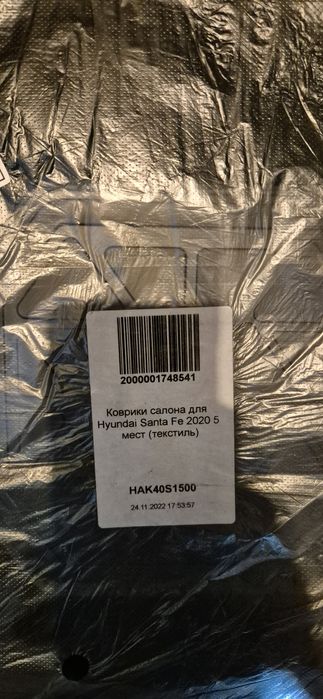 2000001748541
Коврики салона для
Hyundai Santa Fe 2020 5
мест (текстиль)
HAK40S1500
24.11.2022 17:53:57